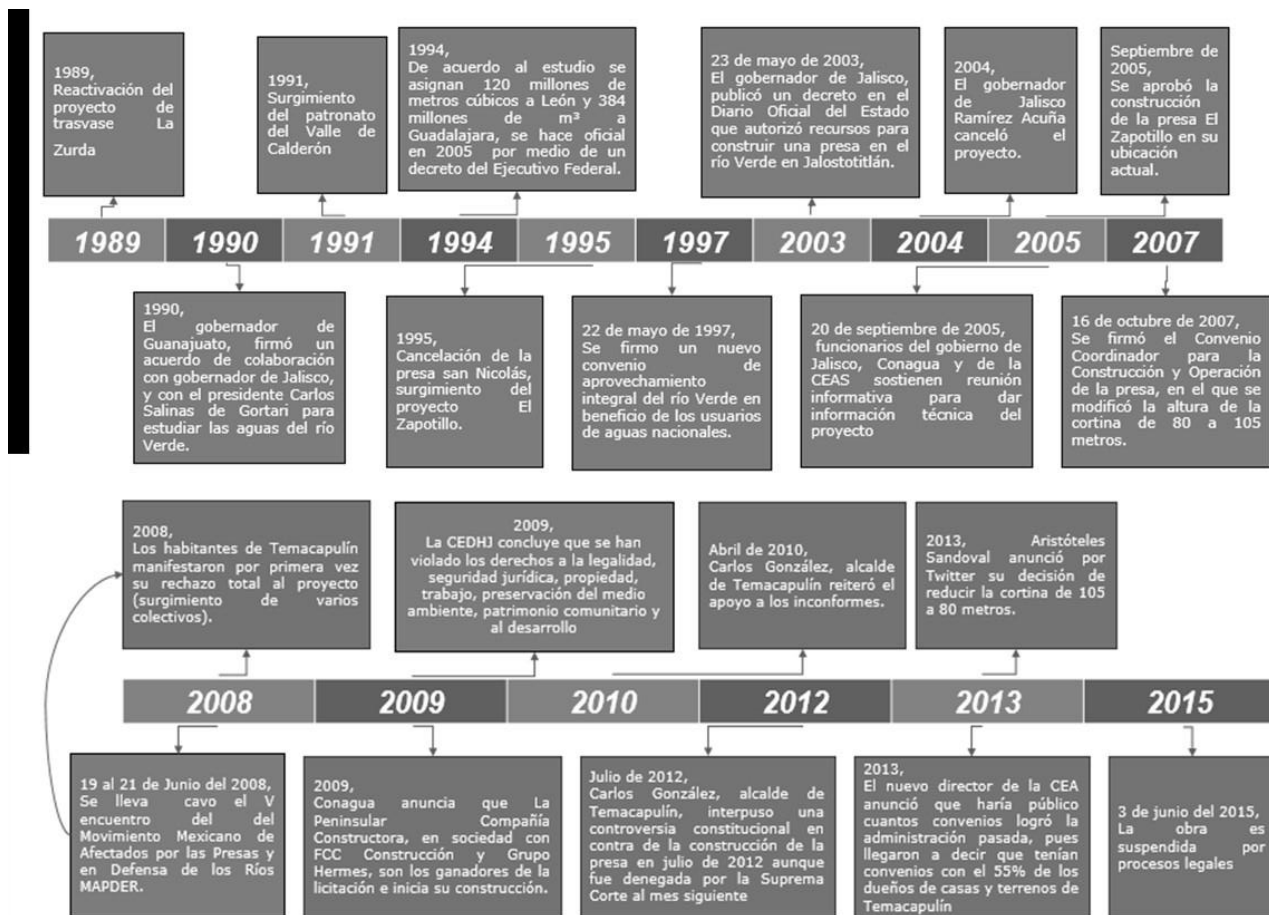 1989,
Reactivación del
proyecto de
trasvase La
Zurda
1991,
Surgimiento
del patronato
del Valle de
Calderón
1994,
De acuerdo al estudio se
asignan 120 millones de
metros cúbicos a León y 384
millones de m³ a
Guadalajara, se hace oficial
en 2005 por medio de un
decreto del Ejecutivo Federal.
23 de mayo de 2003,
El gobernador de Jalisco,
publicó un decreto en el
Diario Oficial del Estado
que autorizó recursos para
construir una presa en el
río Verde en Jalostotitlán.
2004,
El gobernador
de Jalisco
Ramírez Acuña
canceló el
proyecto.
Septiembre de
2005,
Se aprobó la
construcción de
la presa El
Zapotillo en su
ubicación
actual.
1989 1990 1991 1994 1995 1997 2003 2004 2005 2007
1990,
El gobernador de
Guanajuato, firmó un
acuerdo de colaboración
con gobernador de Jalisco,
y con el presidente Carlos
Salinas de Gortari para
estudiar las aguas del río
Verde.
1995,
Cancelación de la
presa san Nicolás,
surgimiento del
proyecto El
Zapotillo.
22 de mayo de 1997,
Se firmo un nuevo
convenio de
aprovechamiento
integral del río Verde en
beneficio de los usuarios
de aguas nacionales.
20 de septiembre de 2005,
funcionarios del gobierno de
Jalisco, Conagua y de la
CEAS sostienen reunión
informativa para dar
información técnica del
proyecto
16 de octubre de 2007,
Se firmó el Convenio
Coordinador para la
Construcción y Operación
de la presa, en el que se
modificó la altura de la
cortina de 80 a 105
metros.
2008,
Los habitantes de Temacapulín
manifestaron por primera vez
su rechazo total al proyecto
(surgimiento de varios
colectivos).
2009,
La CEDHJ concluye que se han
violado los derechos a la legalidad,
seguridad jurídica, propiedad,
trabajo, preservación del medio
ambiente, patrimonio comunitario y
al desarrollo
Abril de 2010,
Carlos González, alcalde
de Temacapulín reiteró el
apoyo a los inconformes.
2013, Aristóteles
Sandoval anunció por
Twitter su decisión de
reducir la cortina de 105
a 80 metros.
2008 2009 2010 2012 2013 2015
19 al 21 de Junio del 2008,
Se lleva cavo el V
encuentro del del
Movimiento Mexicano de
Afectados por las Presas y
en Defensa de los Ríos
MAPDER.
2009,
Conagua anuncia que La
Peninsular Compañía
Constructora, en sociedad con
FCC Construcción y Grupo
Hermes, son los ganadores de la
licitación e inicia su construcción.
Julio de 2012,
Carlos González, alcalde de
Temacapulín, interpuso una
controversia constitucional en
contra de la construcción de la
presa en julio de 2012 aunque
fue denegada por la Suprema
Corte al mes siguiente
2013,
El nuevo director de la CEA
anunció que haría público
cuantos convenios logró la
administración pasada, pues
llegaron a decir que tenían
convenios con el 55% de los
dueños de casas y terrenos de
Temacapulín
3 de junio del 2015,
La obra es
suspendida por
procesos legales